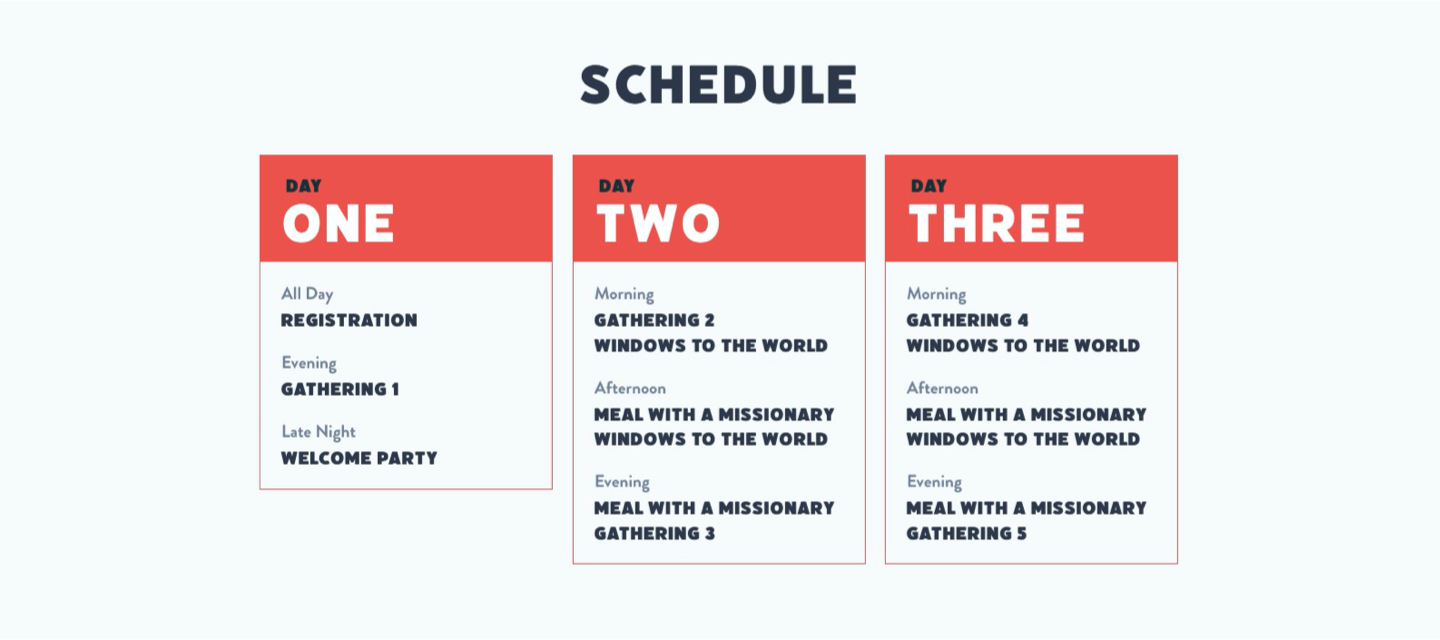 SCHEDULE
DAY
ONE
All Day
REGISTRATION
Evening
GATHERING 1
Late Night
WELCOME PARTY
DAY
TWO
Morning
GATHERING 2
WINDOWS TO THE WORLD
Afternoon
MEAL WITH A MISSIONARY
WINDOWS TO THE WORLD
Evening
MEAL WITH A MISSIONARY
GATHERING 3
DAY
THREE
Morning
GATHERING 4
WINDOWS TO THE WORLD
Afternoon
MEAL WITH A MISSIONARY
WINDOWS TO THE WORLD
Evening
MEAL WITH A MISSIONARY
GATHERING 5